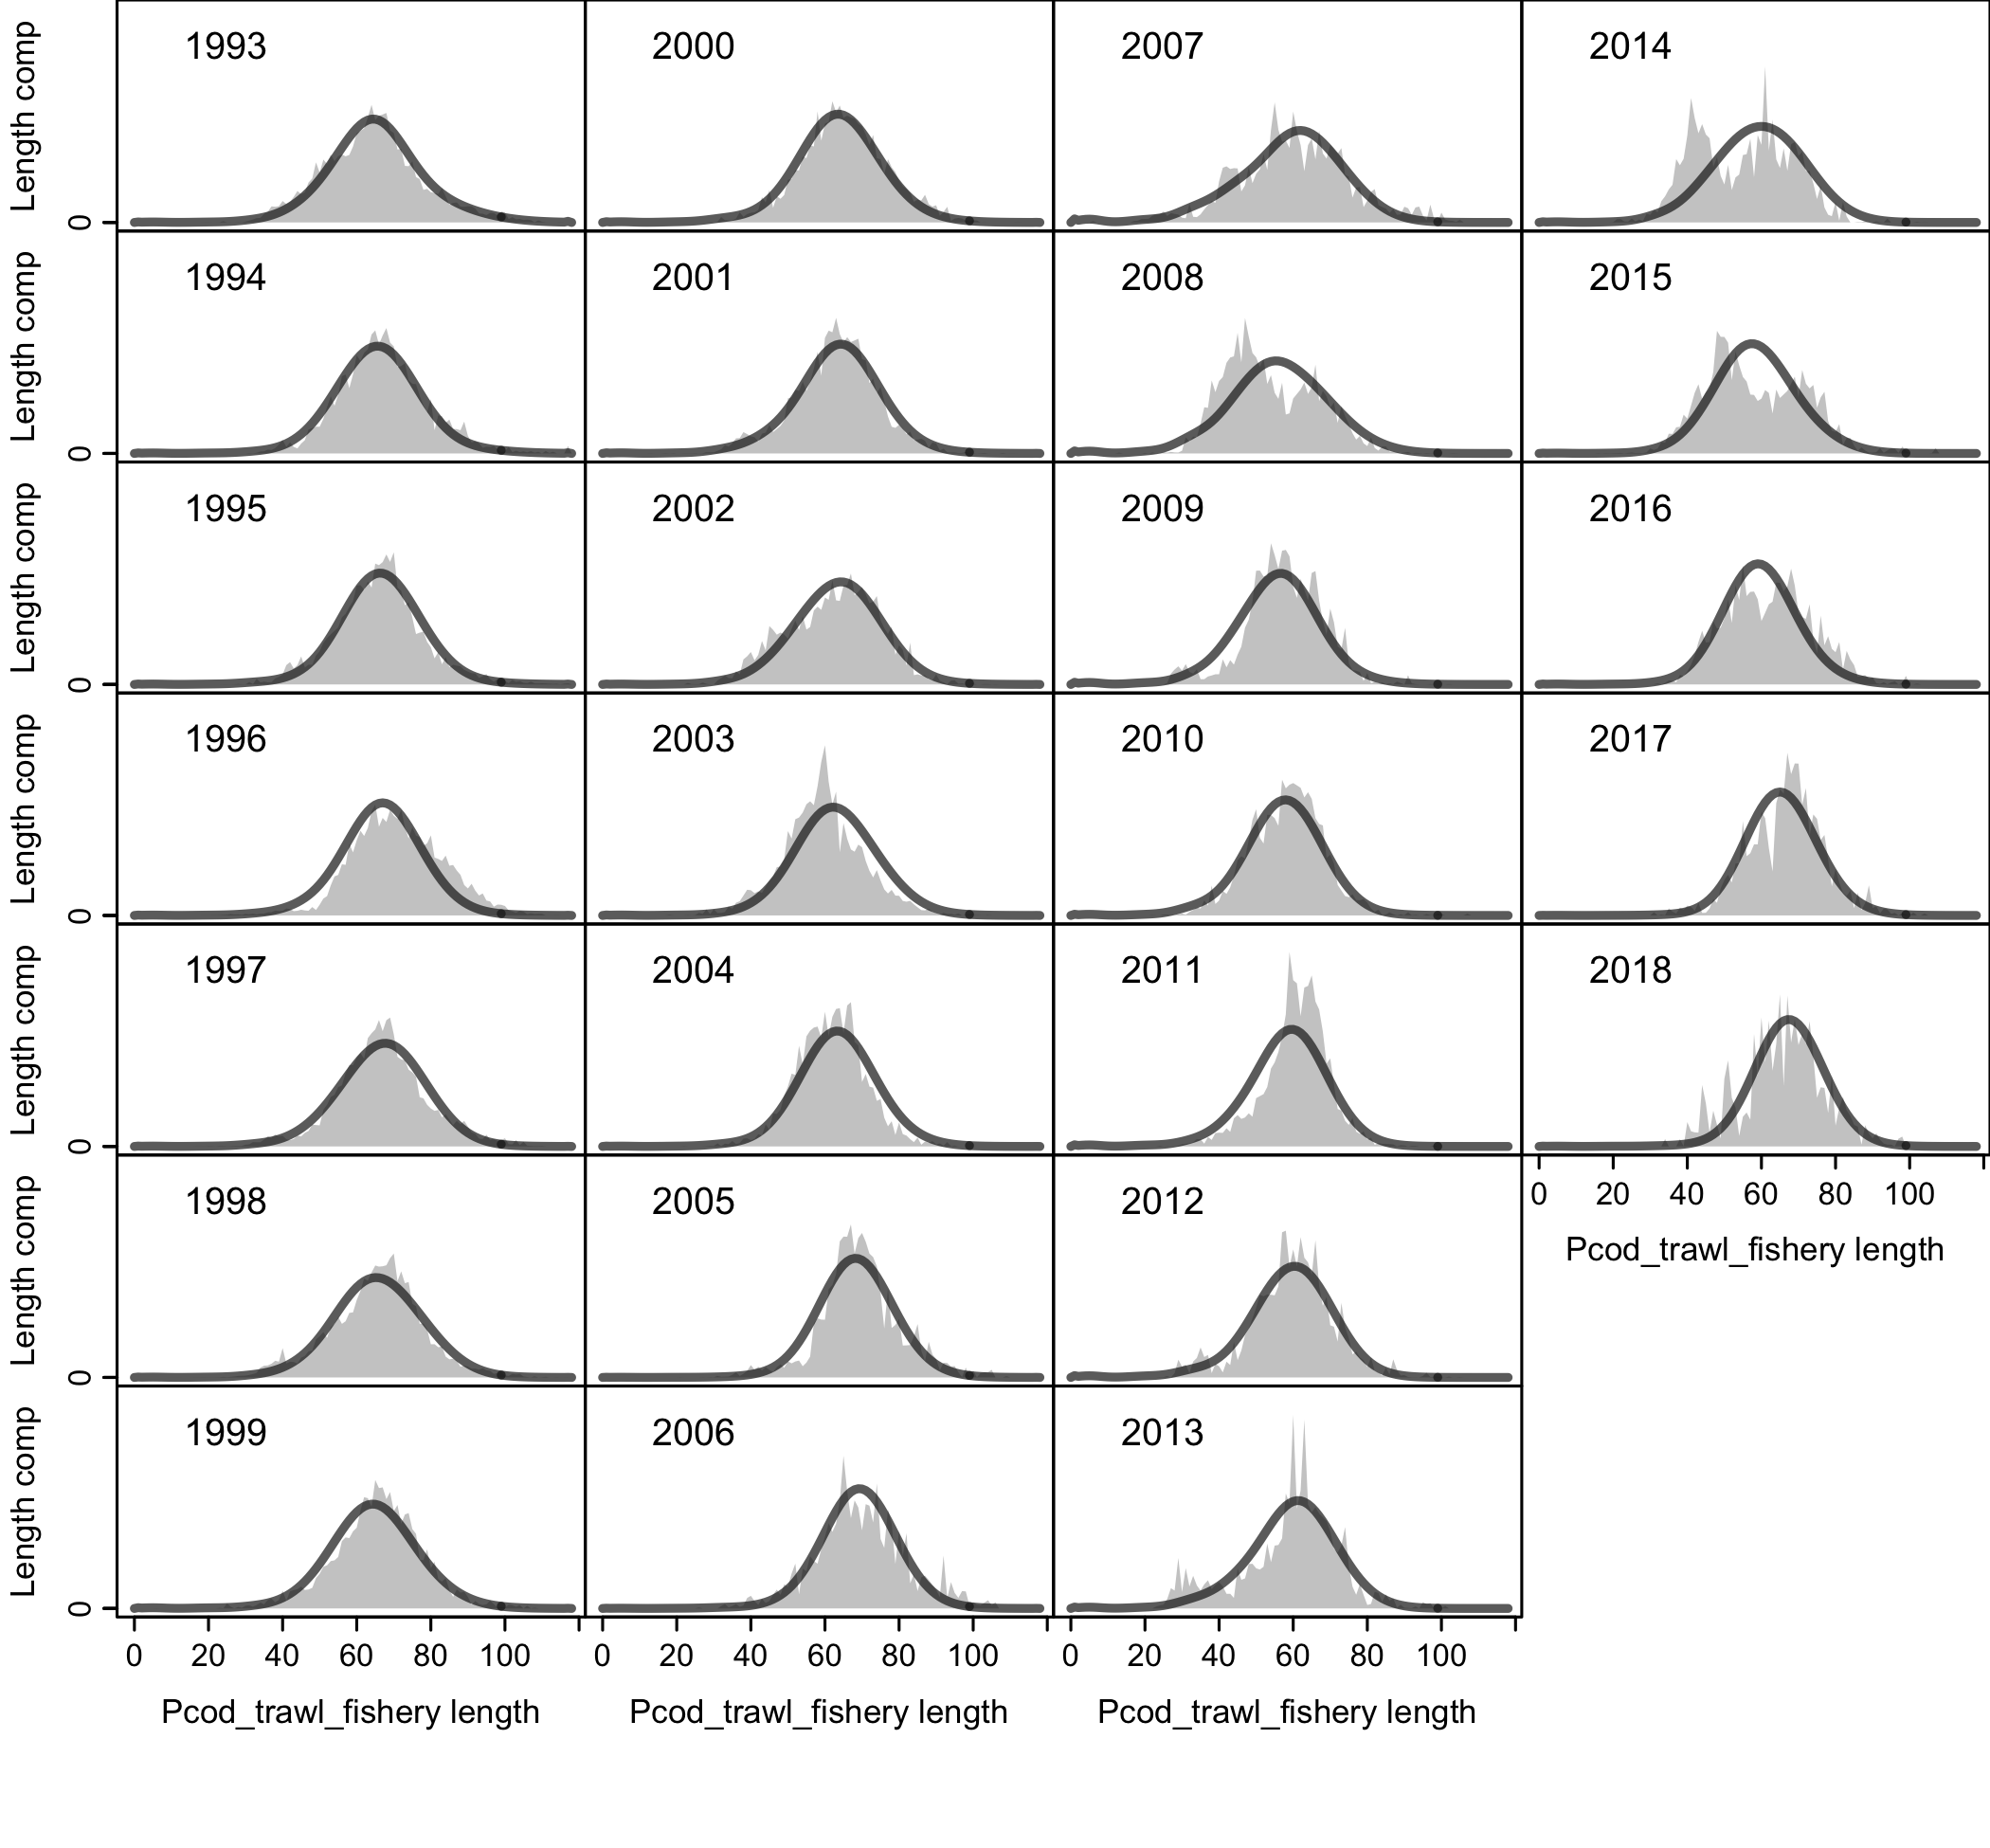 1993
2000
2007
2014
Length comp
0
1994
2001
2008
2015
Length comp
0
1995
2002
2009
2016
Length comp
0
1996
2003
2010
2017
Length comp
0
1997
2004
2011
2018
Length comp
0
0 20 40 60 80 100
Pcod_trawl_fishery length
1998
2005
2012
Length comp
0
1999
2006
2013
Length comp
0
0 20 40 60 80 100
0 20 40 60 80 100
0 20 40 60 80 100
Pcod_trawl_fishery length
Pcod_trawl_fishery length
Pcod_trawl_fishery length